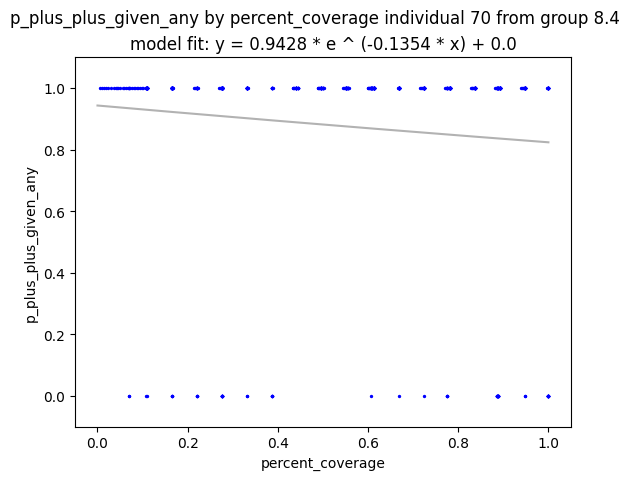 p_plus_plus_given_any by percent_coverage individual 70 from group 8.4
model fit: y = 0.9428 * e ^ (-0.1354 * x) + 0.0
1.0
0.8
0.6
0.4
0.2
0.0
p_plus_plus_given_any
0.0 0.2 0.4 0.6 0.8 1.0
percent_coverage